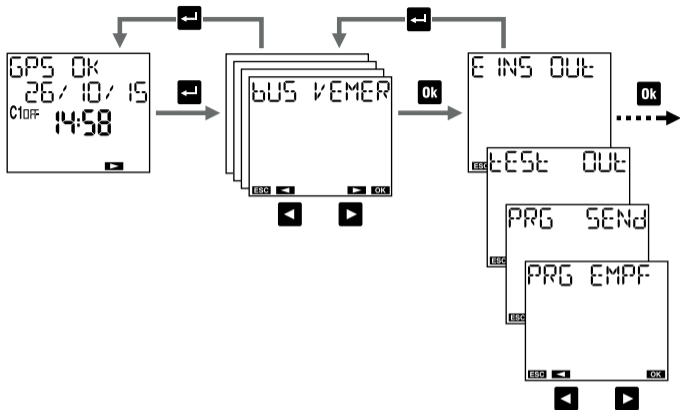 GPS OK
26/10/15
C1OFF 14:58
bUS VEMER
ESC OK
Ok
E INS OUt
ESC
Ok
tESt OUt
ESC
PRG SENd
ESC
PRG EMPF
ESC OK